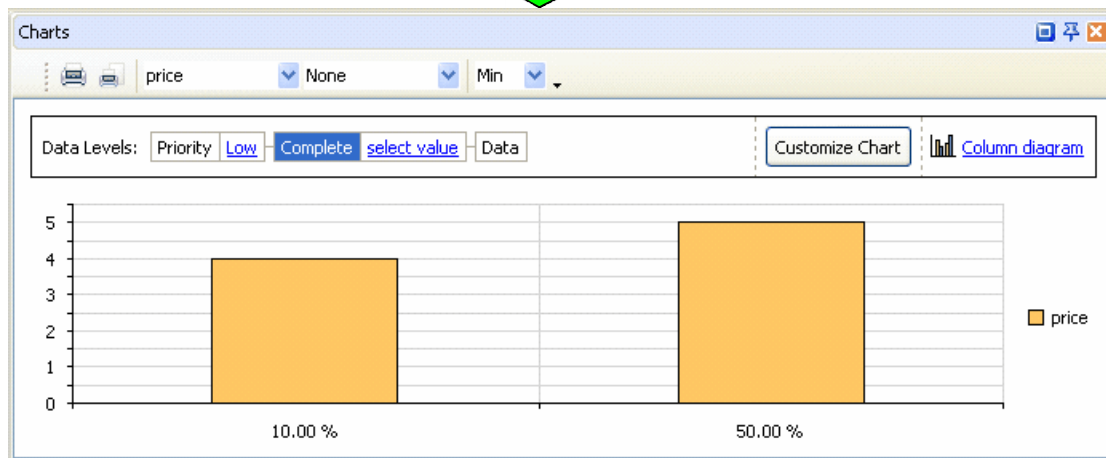 Charts
price None Min
Data Levels: Priority Low Complete select value Data Customize Chart Column diagram
5
4
3
2
1
0
price
10.00 % 50.00 %